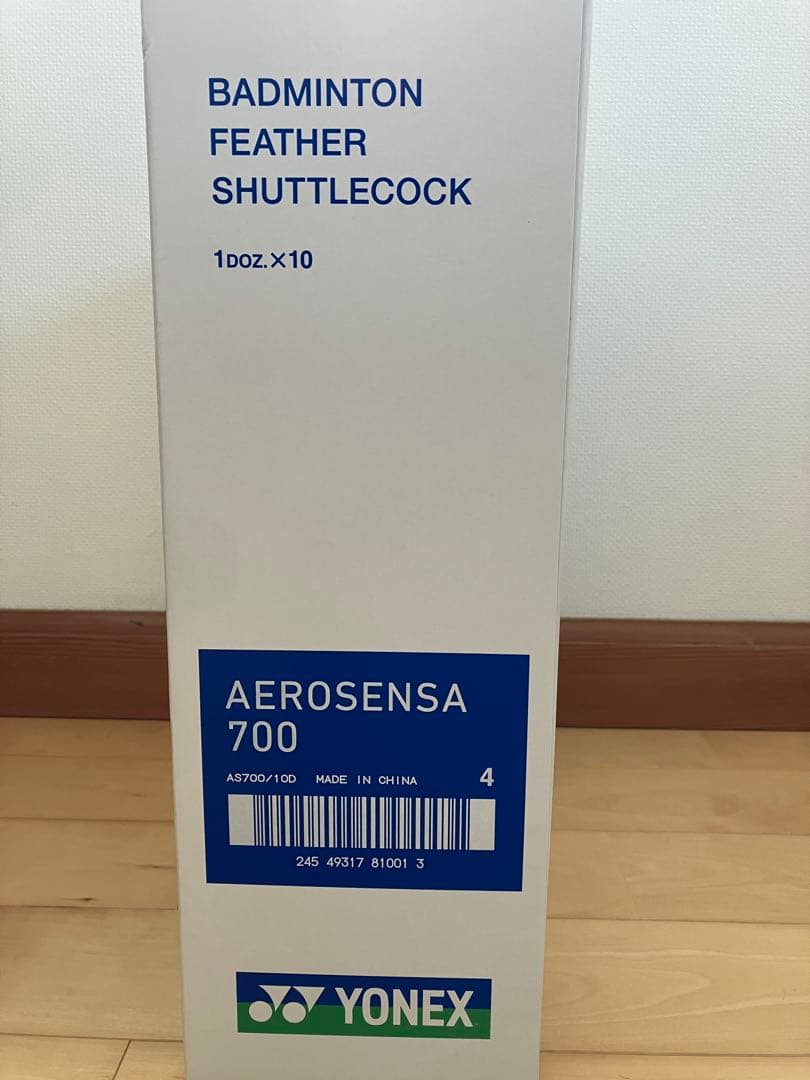 BADMINTON
FEATHER
SHUTTLECOCK
1DOZ.×10
AEROSENSA
700
AS700/10D MADE IN CHINA 4
245 49317 81001 3
YONEX